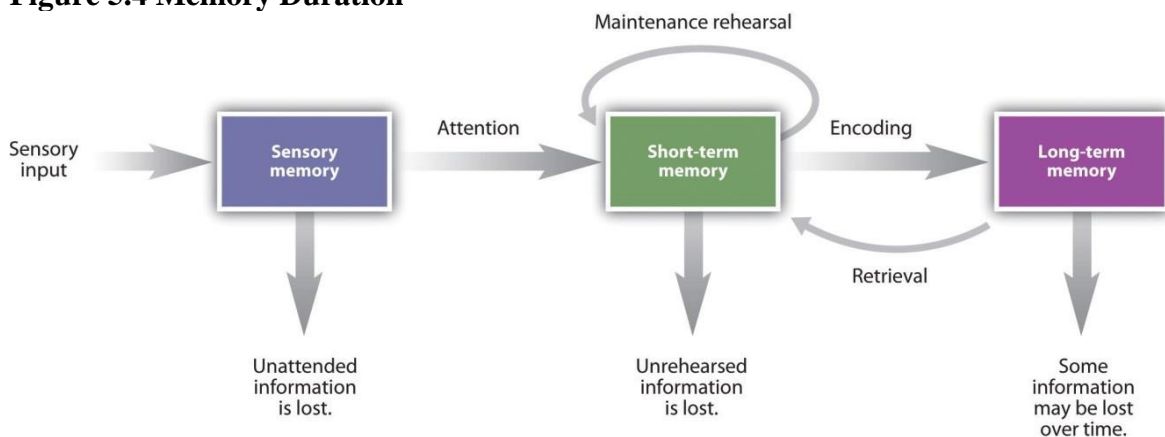 Figure 5.4 Memory Duration
Maintenance rehearsal
Sensory
input
Sensory
memory
Attention
Short-term
memory
Encoding
Long-term
memory
Retrieval
Unattended
information
is lost.
Unrehearsed
information
is lost.
Some
information
may be lost
over time.